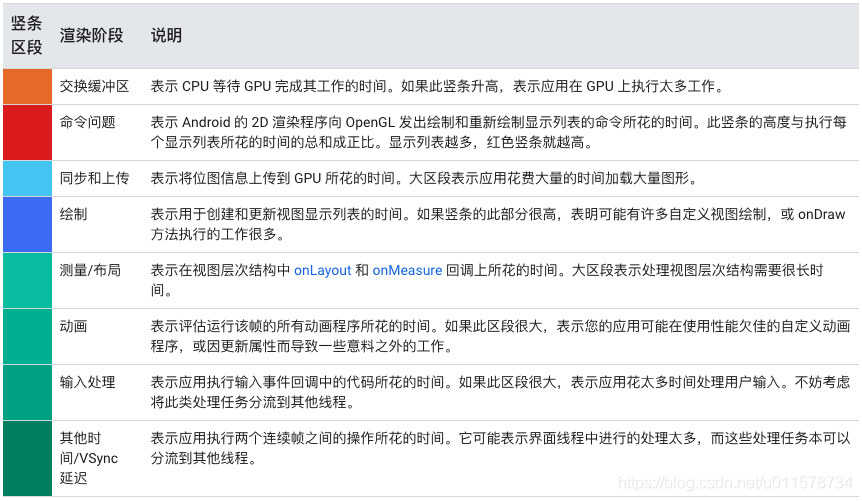 竖条
区段
渲染阶段
说明
交换缓冲区
表示 CPU 等待 GPU 完成其工作的时间。如果此竖条升高，表示应用在 GPU 上执行太多工作。
命令问题
表示 Android 的 2D 渲染程序向 OpenGL 发出绘制和重新绘制显示列表的命令所花的时间。此竖条的高度与执行每
个显示列表所花的时间的总和成正比。显示列表越多，红色竖条就越高。
同步和上传
表示将位图信息上传到 GPU 所花的时间。大区段表示应用花费大量的时间加载大量图形。
绘制
表示用于创建和更新视图显示列表的时间。如果竖条的此部分很高，表明可能有许多自定义视图绘制，或 onDraw
方法执行的工作很多。
测量/布局
表示在视图层次结构中 onLayout 和 onMeasure 回调上所花的时间。大区段表示处理视图层次结构需要很长时
间。
动画
表示评估运行该帧的所有动画程序所花的时间。如果此区段很大，表示您的应用可能在使用性能欠佳的自定义动画
程序，或因更新属性而导致一些意料之外的工作。
输入处理
表示应用执行输入事件回调中的代码所花的时间。如果此区段很大，表示应用花太多时间处理用户输入。不妨考虑
将此类处理任务分流到其他线程。
其他时
间/VSync
延迟
表示应用执行两个连续帧之间的操作所花的时间。它可能表示界面线程中进行的处理太多，而这些处理任务本可以
分流到其他线程。
https://blog.csdn.net/u011578734